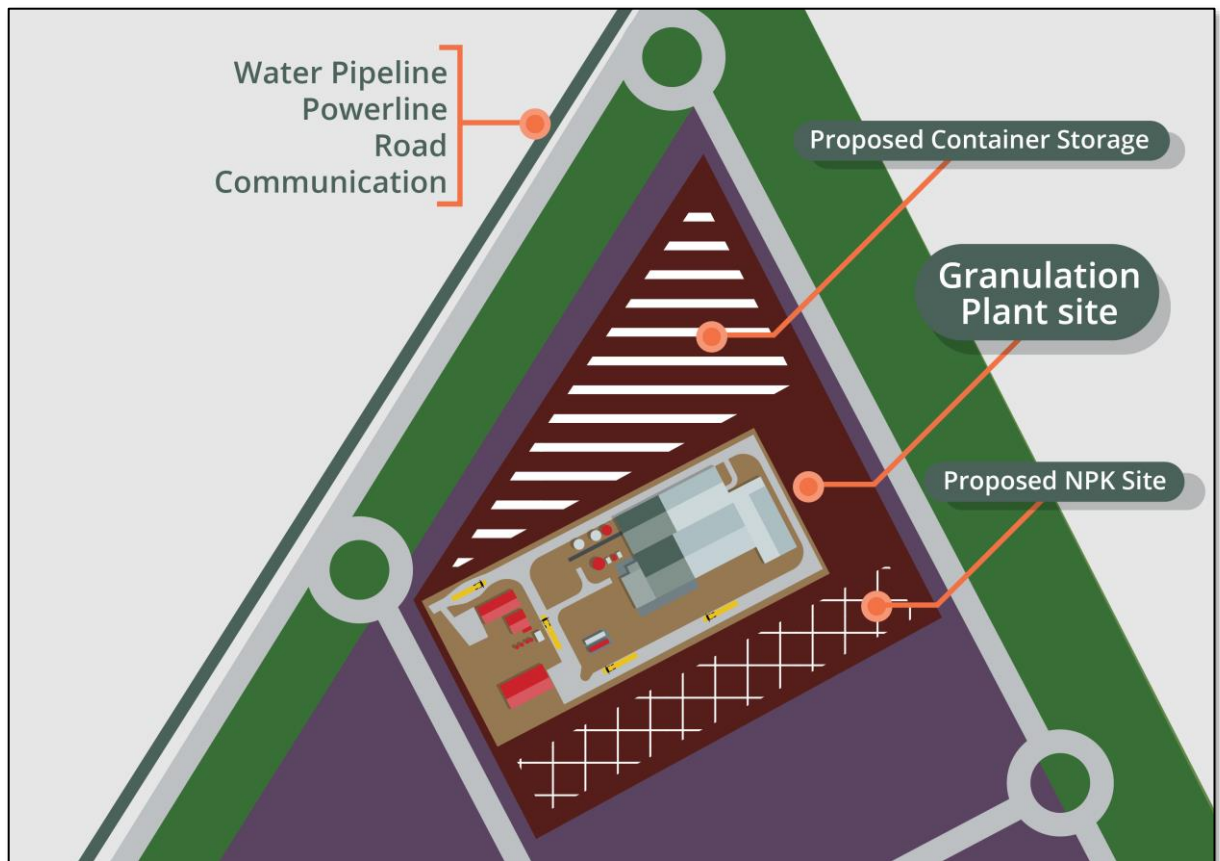 Water Pipeline
Powerline
Road
Communication
Proposed Container Storage
Granulation
Plant site
Proposed NPK Site